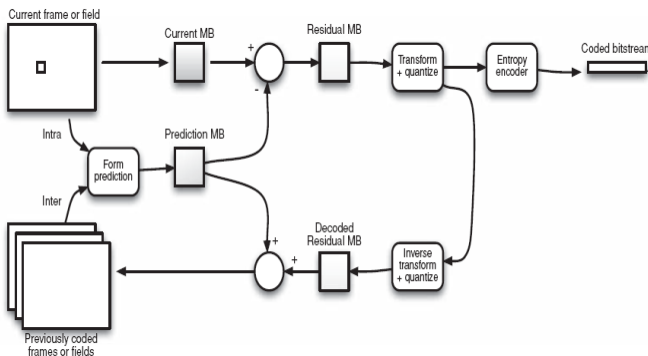 Current frame or field
Current MB
Residual MB
Coded bitstream
+
-
Transform
+ quantize
Entropy
encoder
Intra
Prediction MB
Form
prediction
Inter
Decoded
Residual MB
+
+
Inverse
transform
+ quantize
Previously coded
frames or fields